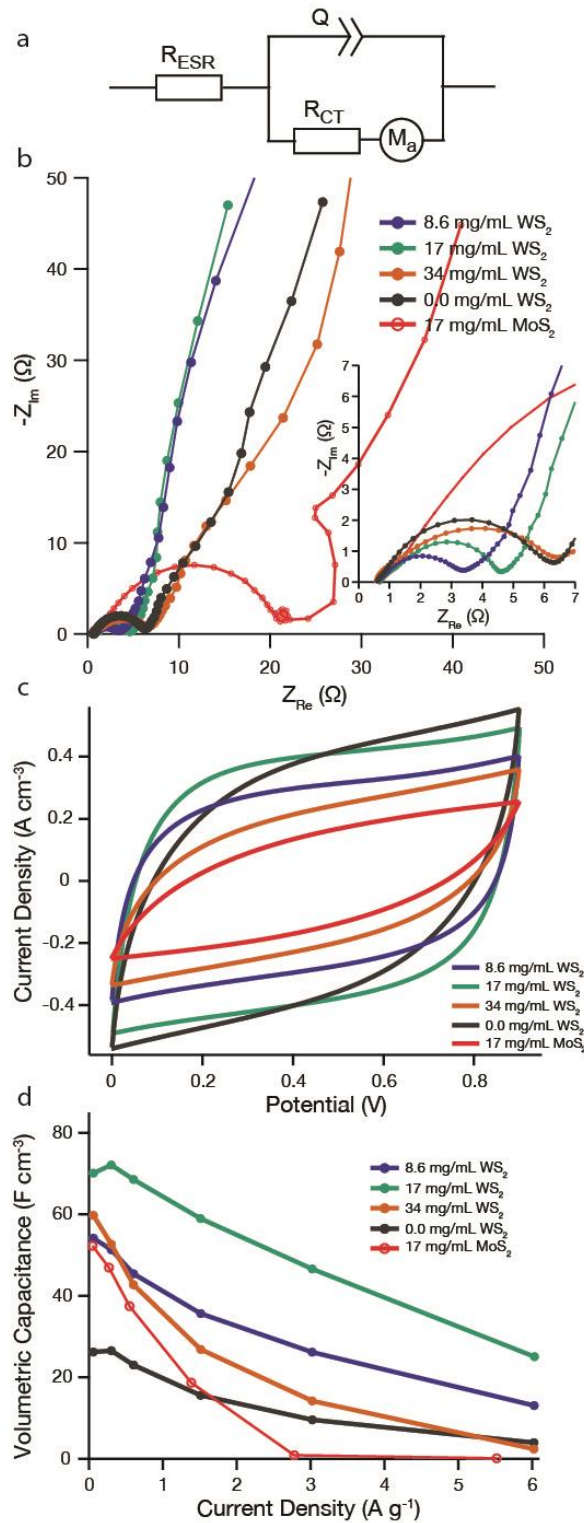 a
Q
R_ESR
R_CT
M_a
b
50
40
30
20
10
0
-Z_Im (Ω)
8.6 mg/mL WS₂
17 mg/mL WS₂
34 mg/mL WS₂
0.0 mg/mL WS₂
17 mg/mL MoS₂
7
6
5
4
3
2
1
0
-Z_Im (Ω)
0 1 2 3 4 5 6 7
Z_Re (Ω)
0 10 20 30 40 50
Z_Re (Ω)
c
0.4
0.2
0
-0.2
-0.4
Current Density (A cm⁻³)
8.6 mg/mL WS₂
17 mg/mL WS₂
34 mg/mL WS₂
0.0 mg/mL WS₂
17 mg/mL MoS₂
0 0.2 0.4 0.6 0.8
Potential (V)
d
80
60
40
20
0
Volumetric Capacitance (F cm⁻³)
8.6 mg/mL WS₂
17 mg/mL WS₂
34 mg/mL WS₂
0.0 mg/mL WS₂
17 mg/mL MoS₂
0 1 2 3 4 5 6
Current Density (A g⁻¹)